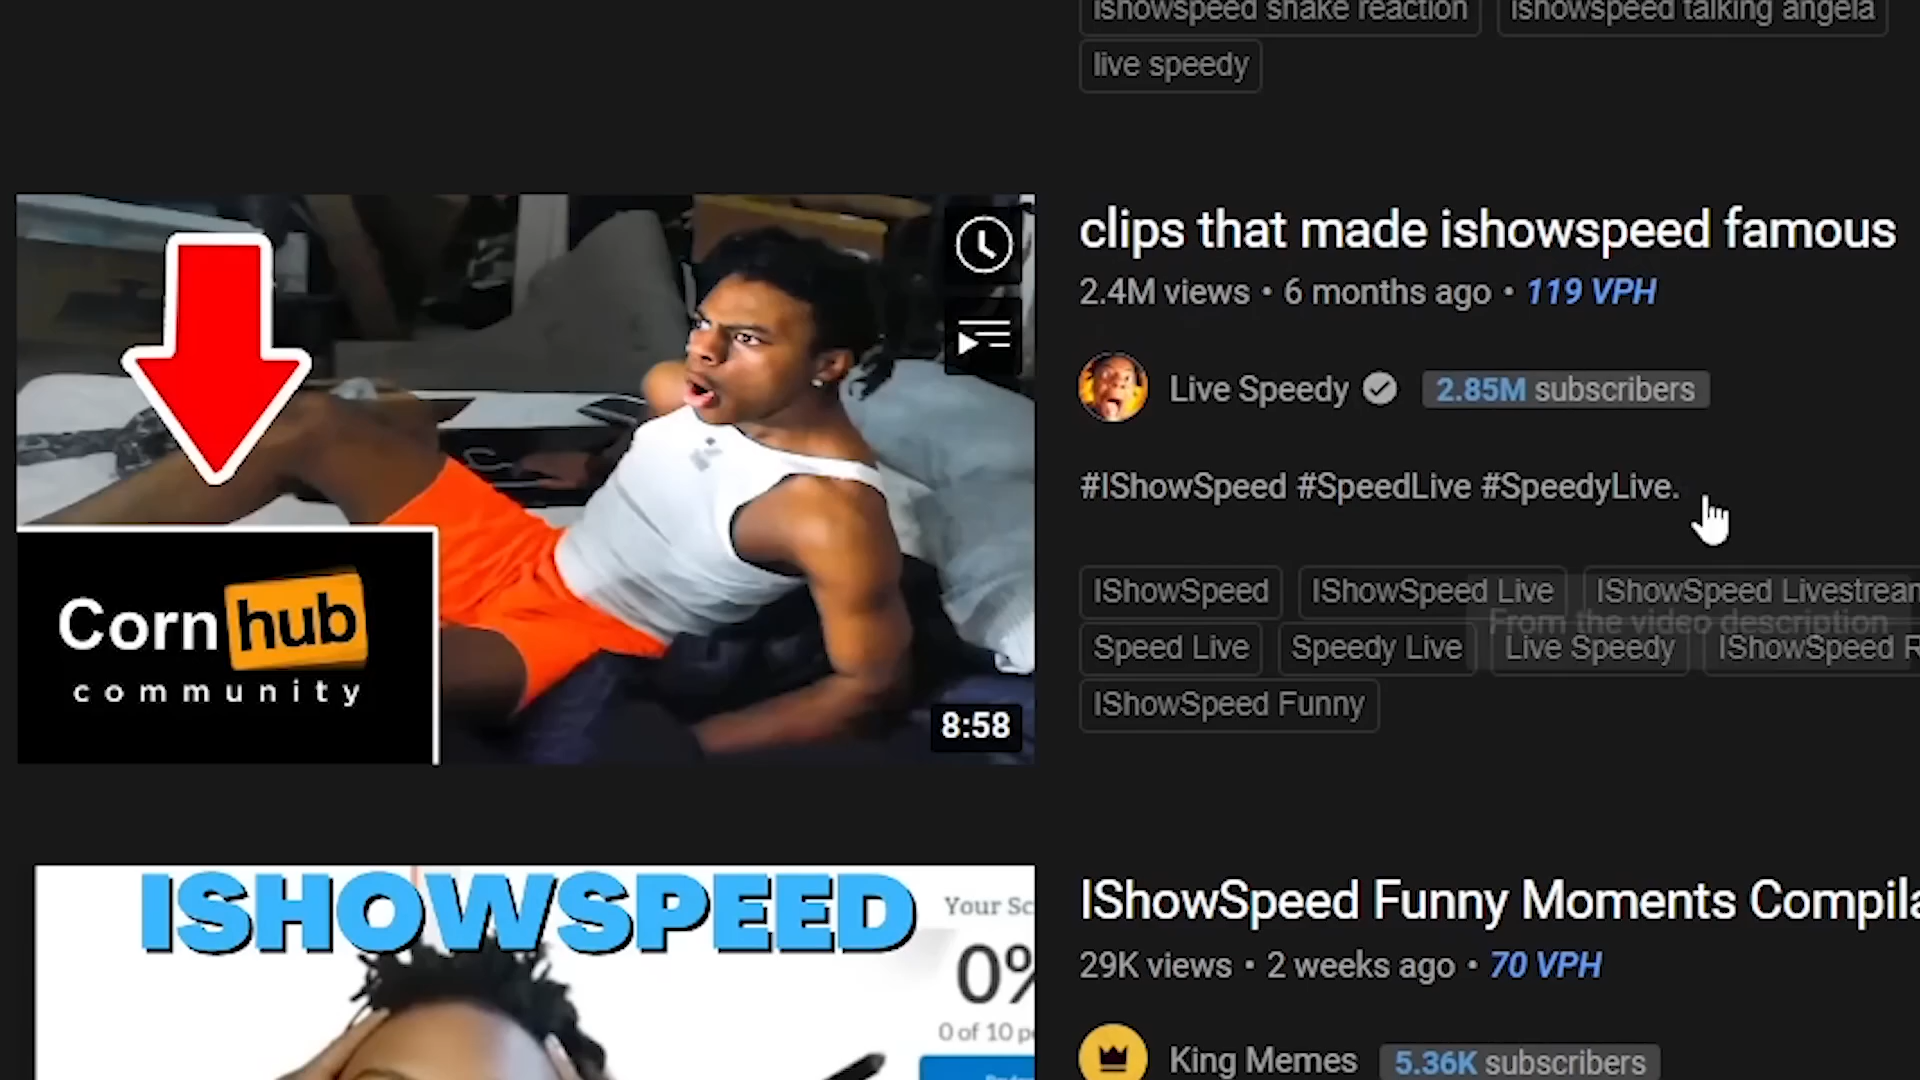 ishowspeed shake reaction
ishowspeed talking angela
live speedy
clips that made ishowspeed famous
2.4M views • 6 months ago • 119 VPH
Live Speedy
2.85M subscribers
#IShowSpeed #SpeedLive #SpeedyLive.
IShowSpeed
IShowSpeed Live
IShowSpeed Livestream
From the video description
Speed Live
Speedy Live
Live Speedy
IShowSpeed R
IShowSpeed Funny
Corn hub
community
8:58
ISHOWSPEED
Your Sc
0%
0 of 10 p
IShowSpeed Funny Moments Compila
29K views • 2 weeks ago • 70 VPH
King Memes
5.36K subscribers